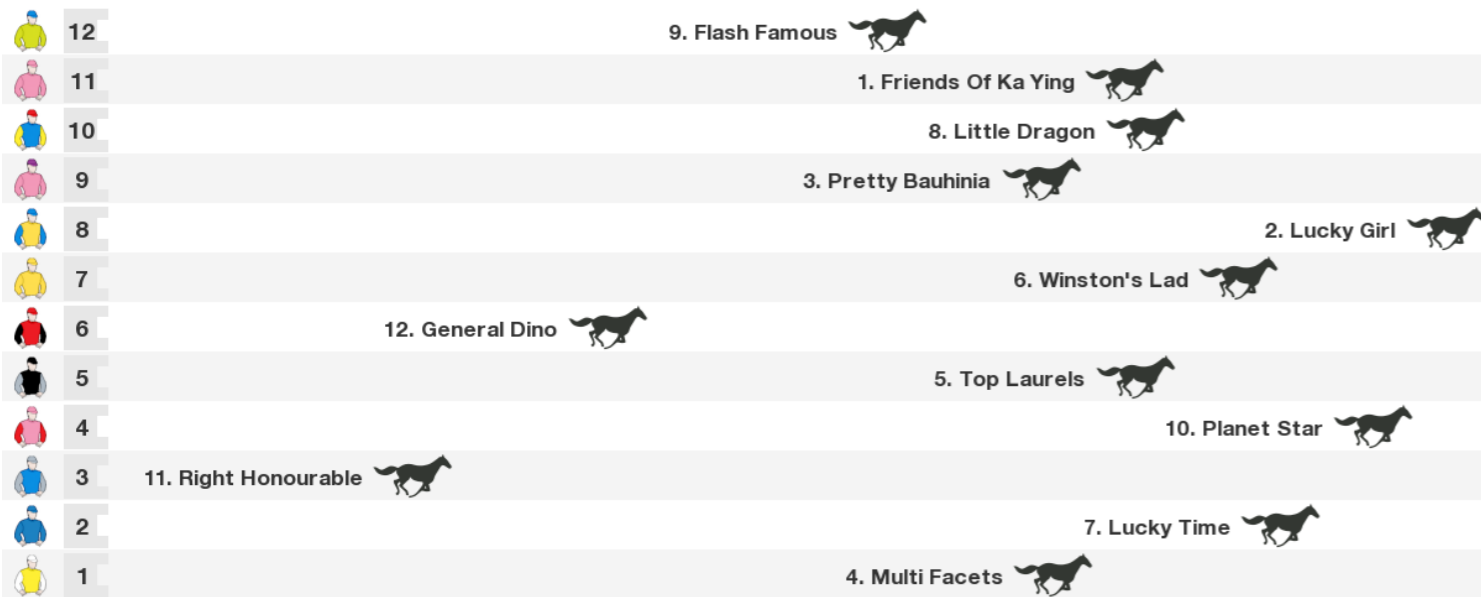 12 9. Flash Famous
11 1. Friends Of Ka Ying
10 8. Little Dragon
9 3. Pretty Bauhinia
8 2. Lucky Girl
7 6. Winston's Lad
6 12. General Dino
5 5. Top Laurels
4 10. Planet Star
3 11. Right Honourable
2 7. Lucky Time
1 4. Multi Facets